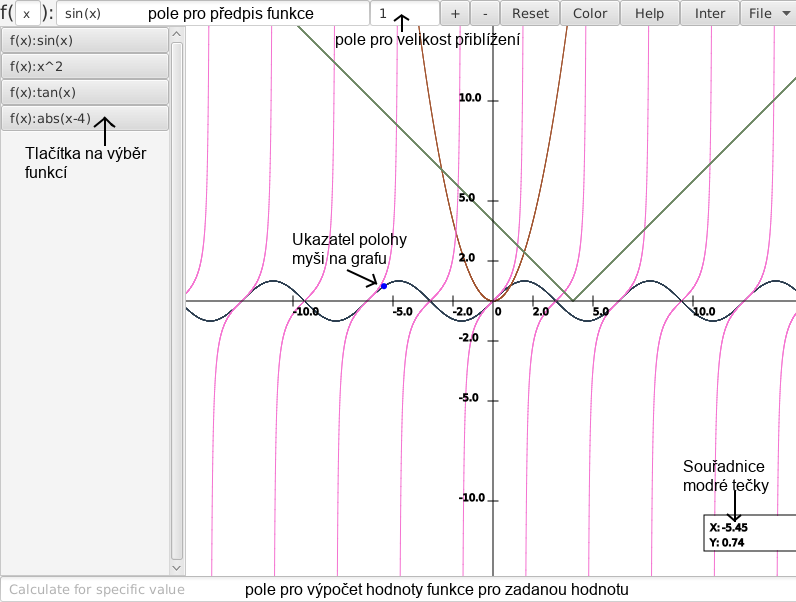 f( x ): sin(x) pole pro předpis funkce 1 + - Reset Color Help Inter File
pole pro velikost přiblížení
f(x):sin(x)
f(x):x^2
f(x):tan(x)
f(x):abs(x-4)
Tlačítka na výběr
funkcí
10.0
5.0
2.0
Ukazatel polohy
myši na grafu
-10.0 -5.0 -2.0 0 2.0 5.0 10.0
-2.0
-5.0
-10.0
Souřadnice
modré tečky
X: -5.45
Y: 0.74
Calculate for specific value pole pro výpočet hodnoty funkce pro zadanou hodnotu